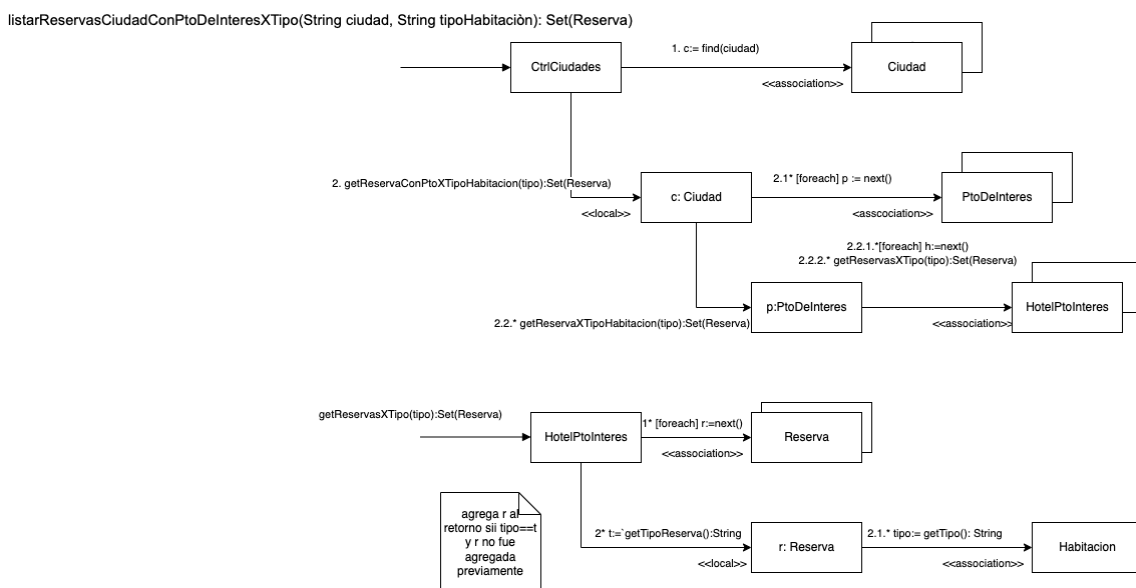 listarReservasCiudadConPtoDeInteresXTipo(String ciudad, String tipoHabitaciòn): Set(Reserva)
1. c:= find(ciudad)
CtrlCiudades
Ciudad
<<association>>
2. getReservaConPtoXTipoHabitacion(tipo):Set(Reserva)
2.1* [foreach] p := next()
c: Ciudad
PtoDeInteres
<<local>>
<<asscociation>>
2.2.1.*[foreach] h:=next()
2.2.2.* getReservasXTipo(tipo):Set(Reserva)
p:PtoDeInteres
HotelPtoInteres
2.2.* getReservaXTipoHabitacion(tipo):Set(Reserva)
<<association>>
getReservasXTipo(tipo):Set(Reserva)
1* [foreach] r:=next()
HotelPtoInteres
Reserva
<<association>>
agrega r al
retorno sii tipo==t
y r no fue
agregada
previamente
2* t:=`getTipoReserva():String
2.1.* tipo:= getTipo(): String
r: Reserva
Habitacion
<<local>>
<<association>>